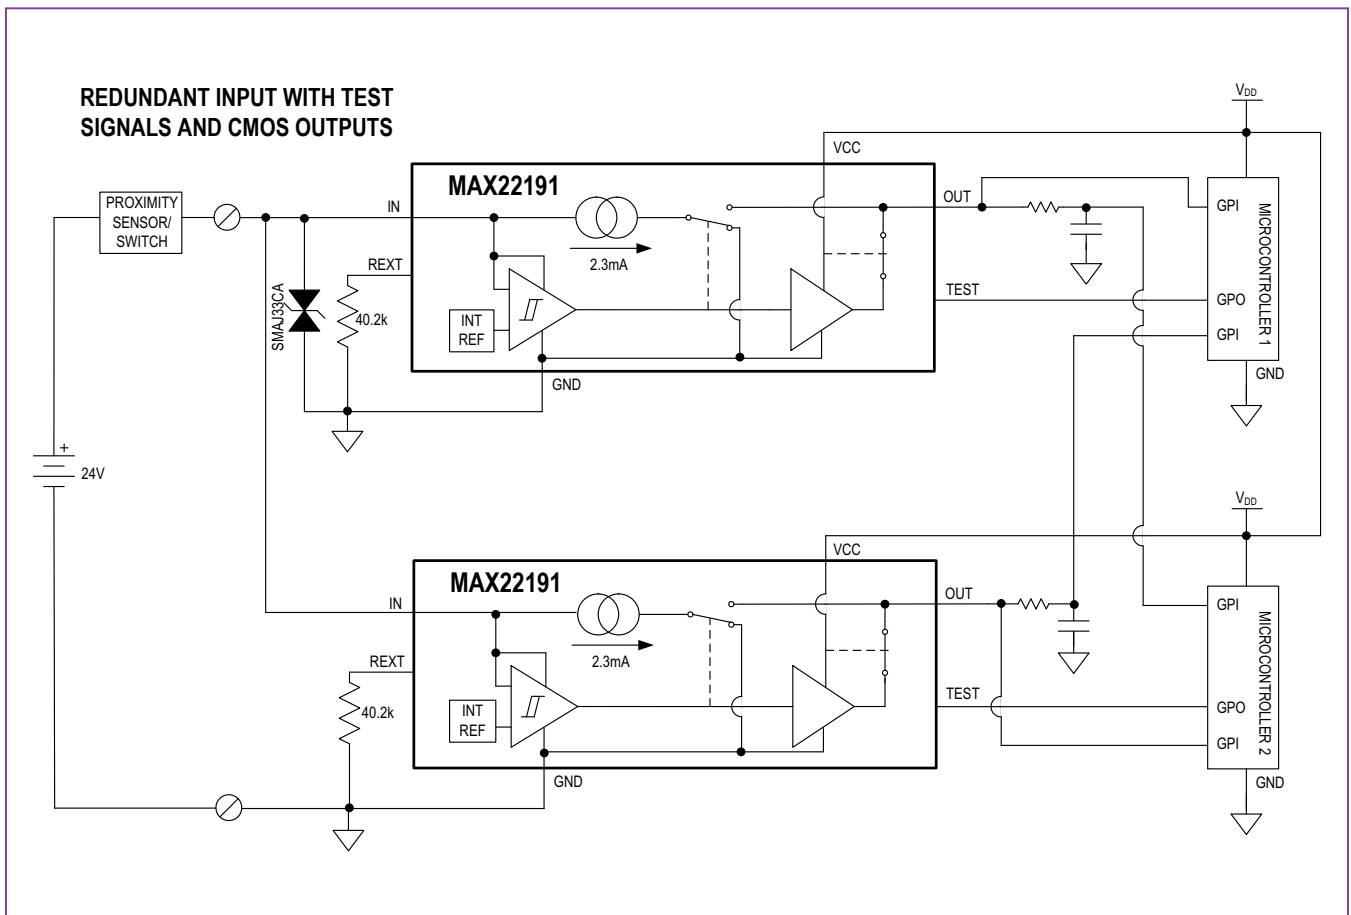 REDUNDANT INPUT WITH TEST
SIGNALS AND CMOS OUTPUTS
VDD
VCC
MAX22191
PROXIMITY
SENSOR/
SWITCH
IN
OUT
GPI
MICROCONTROLLER 1
2.3mA
REXT
TEST
GPO
SMAJ33CA
40.2k
INT
REF
GPI
GND
GND
+
24V
VDD
VCC
MAX22191
IN
OUT
GPI
MICROCONTROLLER 2
2.3mA
REXT
TEST
GPO
40.2k
INT
REF
GPI
GND
GND